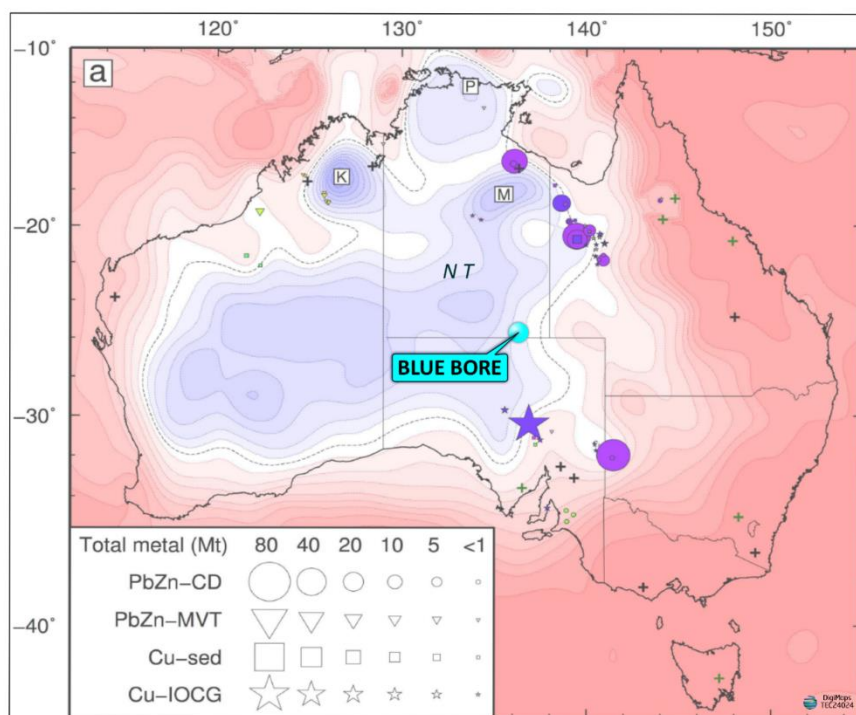 120° 130° 140° 150°
-10°
a
P
K
M
-20°
N T
BLUE BORE
-30°
-40°
Total metal (Mt) 80 40 20 10 5 <1
PbZn-CD
PbZn-MVT
Cu-sed
Cu-IOCG
DigiMaps
TEC24024